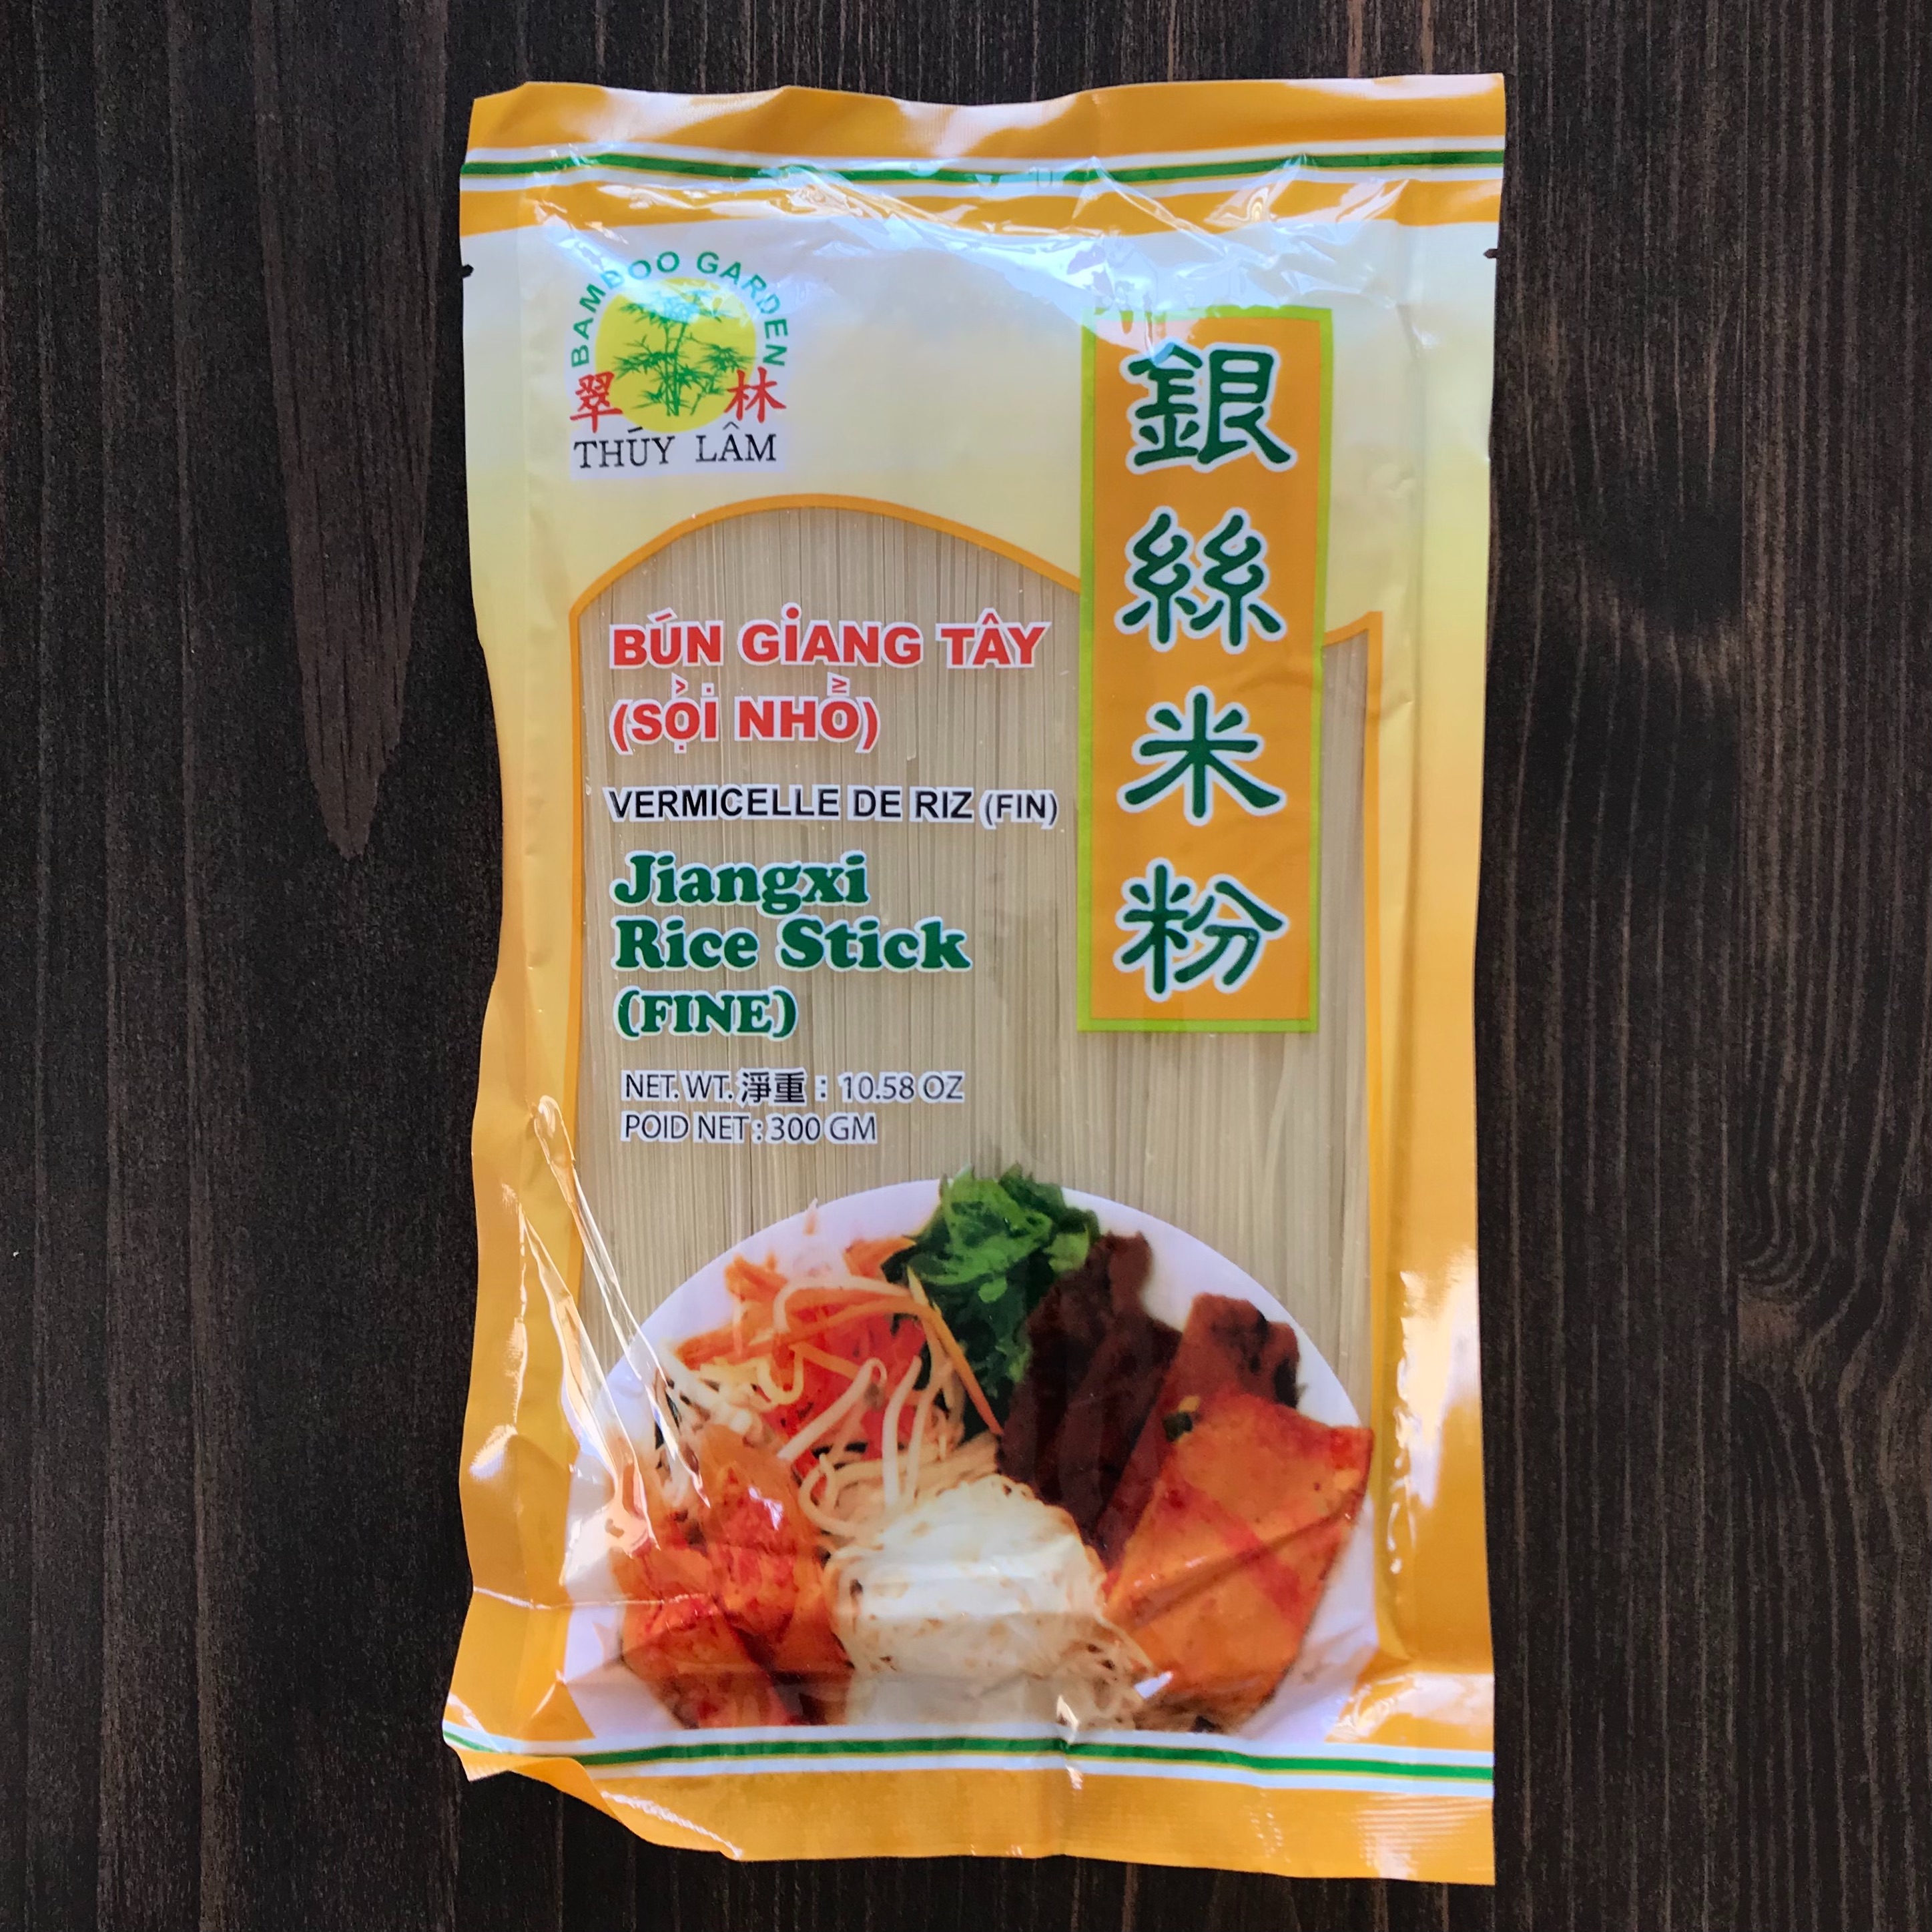 BAMBOO GARDEN
翠林
THÚY LÂM
銀絲米粉
BÚN GIANG TÂY
(SỢI NHỎ)
VERMICELLE DE RIZ (FIN)
Jiangxi
Rice Stick
(FINE)
NET. WT. 淨重：10.58 OZ
POID NET : 300 GM